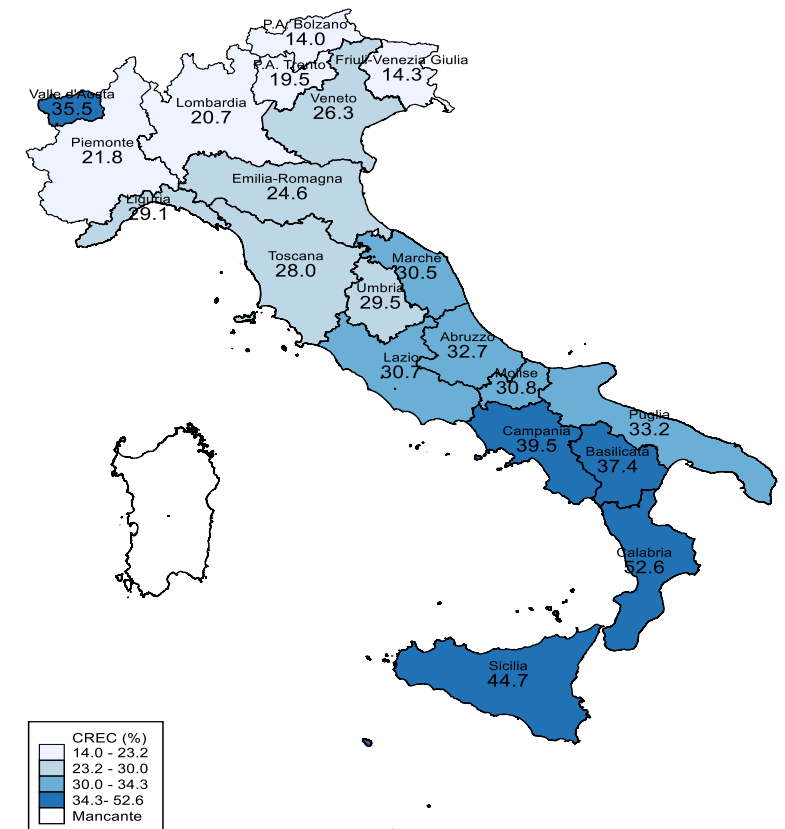 P.A. Bolzano
14.0
P.A. Trento
19.5
Friuli-Venezia Giulia
14.3
Valle d'Aosta
35.5
Lombardia
20.7
Veneto
26.3
Piemonte
21.8
Emilia-Romagna
24.6
Liguria
29.1
Toscana
28.0
Marche
30.5
Umbria
29.5
Abruzzo
32.7
Lazio
30.7
Molise
30.8
Puglia
33.2
Campania
39.5
Basilicata
37.4
Calabria
52.6
Sicilia
44.7
CREC (%)
14.0 - 23.2
23.2 - 30.0
30.0 - 34.3
34.3- 52.6
Mancante